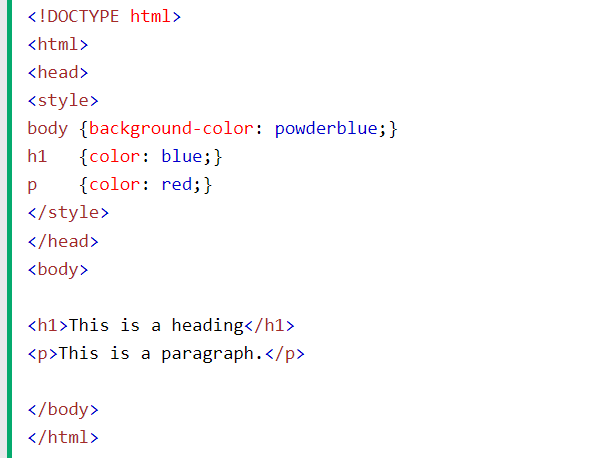 <!DOCTYPE html>
<html>
<head>
<style>
body {background-color: powderblue;}
h1   {color: blue;}
p    {color: red;}
</style>
</head>
<body>

<h1>This is a heading</h1>
<p>This is a paragraph.</p>

</body>
</html>